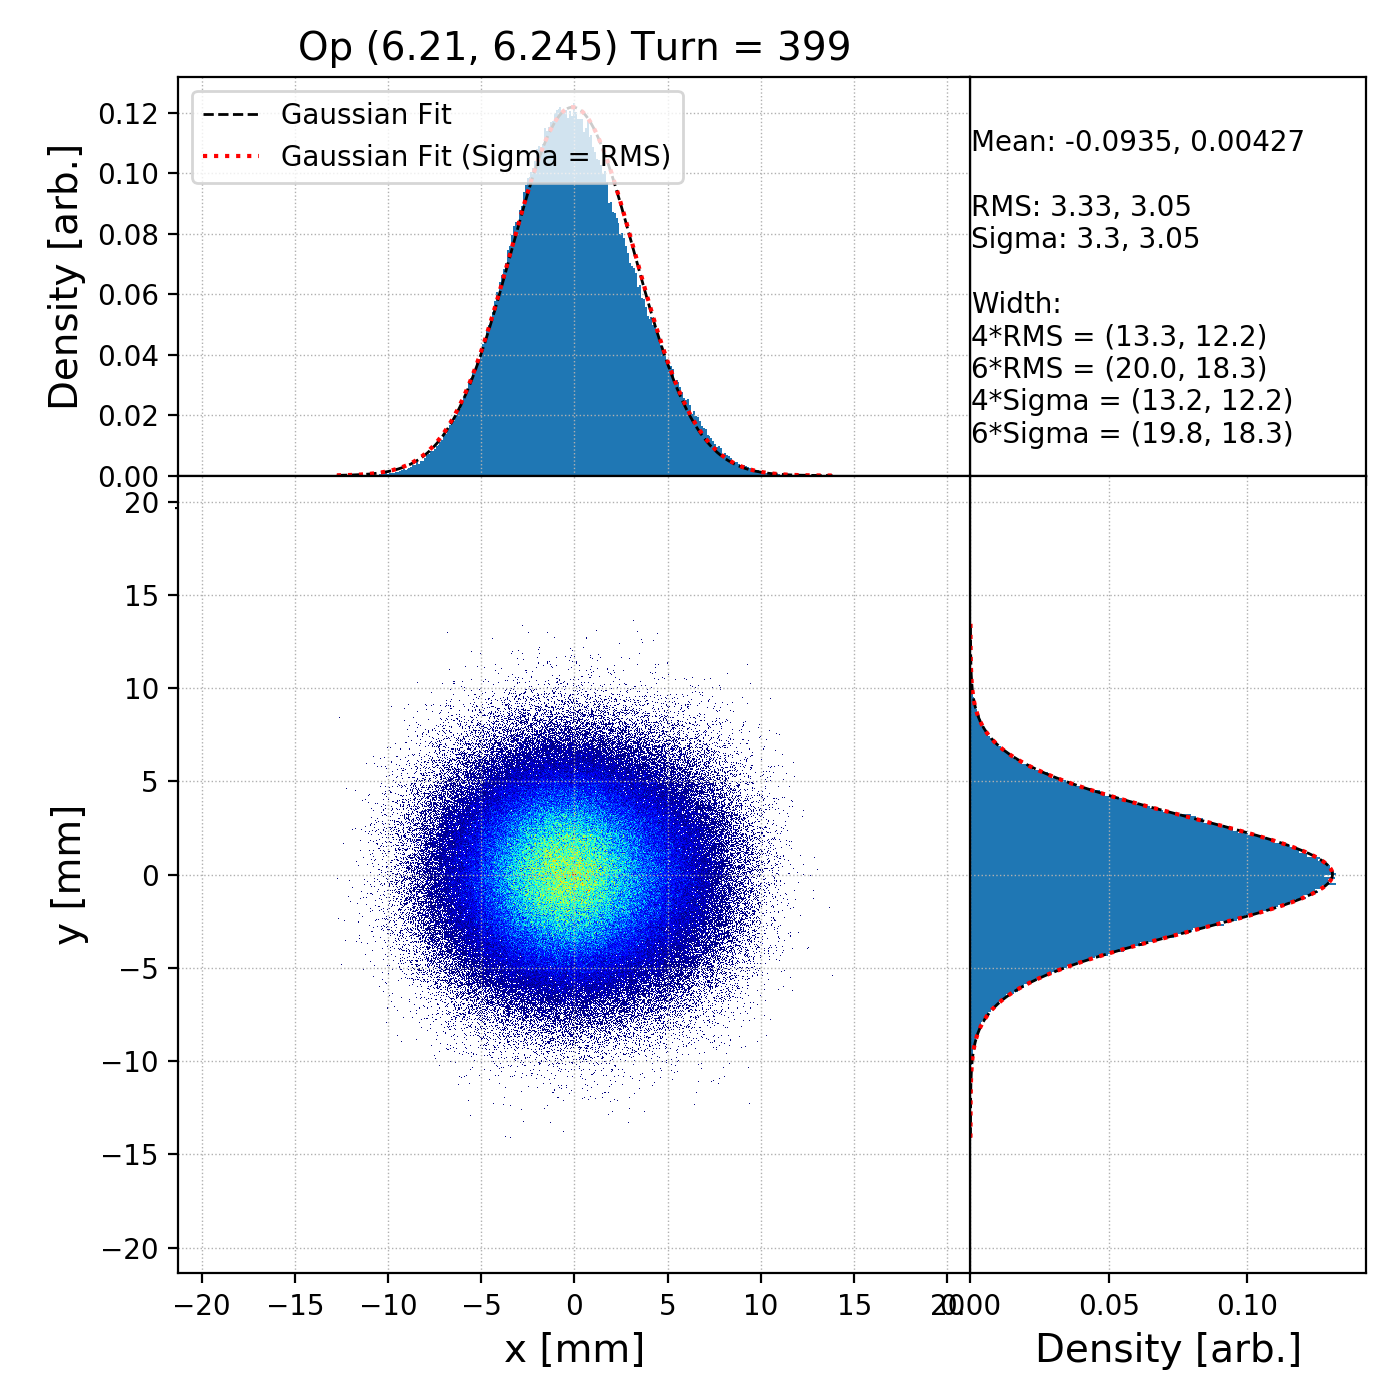 Op (6.21, 6.245) Turn = 399
Gaussian Fit
Gaussian Fit (Sigma = RMS)
Density [arb.]
0.12
0.10
0.08
0.06
0.04
0.02
0.00
Mean: -0.0935, 0.00427
RMS: 3.33, 3.05
Sigma: 3.3, 3.05
Width:
4*RMS = (13.3, 12.2)
6*RMS = (20.0, 18.3)
4*Sigma = (13.2, 12.2)
6*Sigma = (19.8, 18.3)
y [mm]
20
15
10
5
0
−5
−10
−15
−20
−20 −15 −10 −5 0 5 10 15 20
x [mm]
0.00 0.05 0.10
Density [arb.]